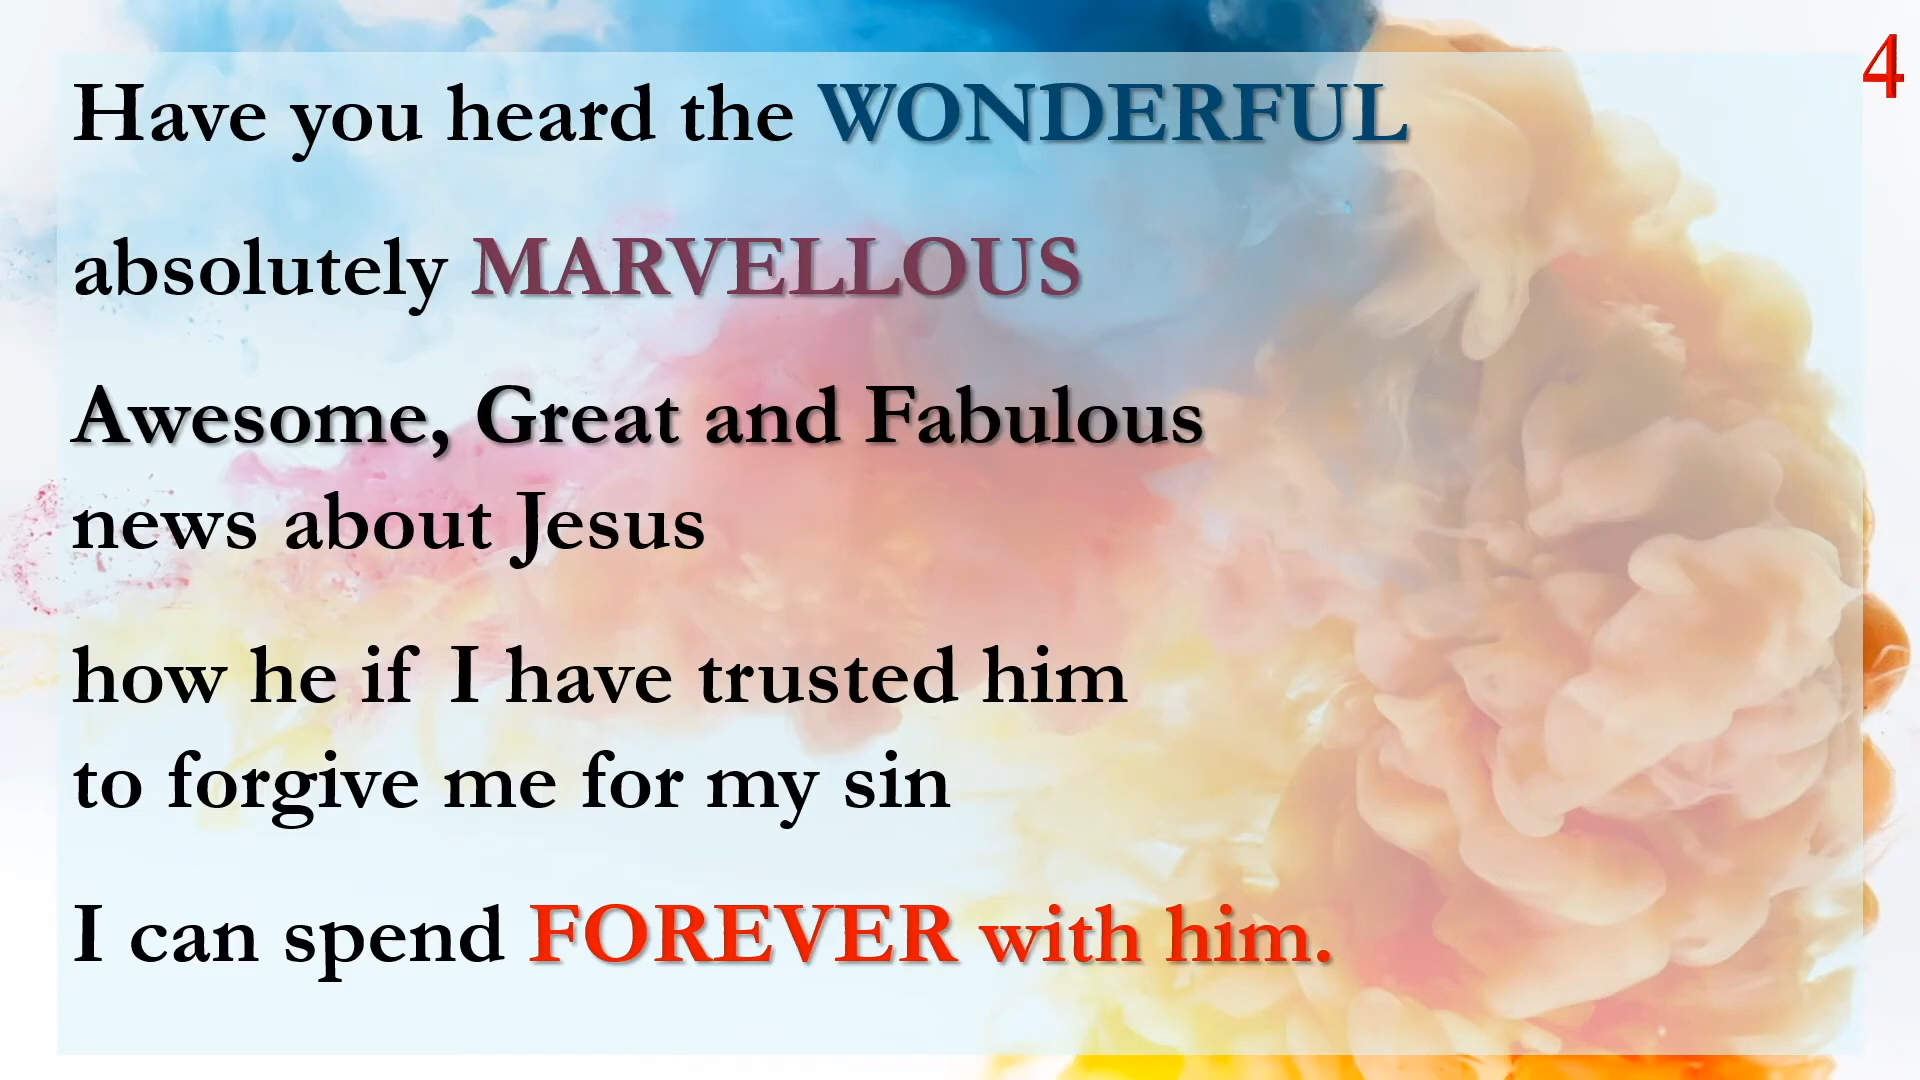 4
Have you heard the WONDERFUL
absolutely MARVELLOUS
Awesome, Great and Fabulous
news about Jesus
how he if I have trusted him
to forgive me for my sin
I can spend FOREVER with him.